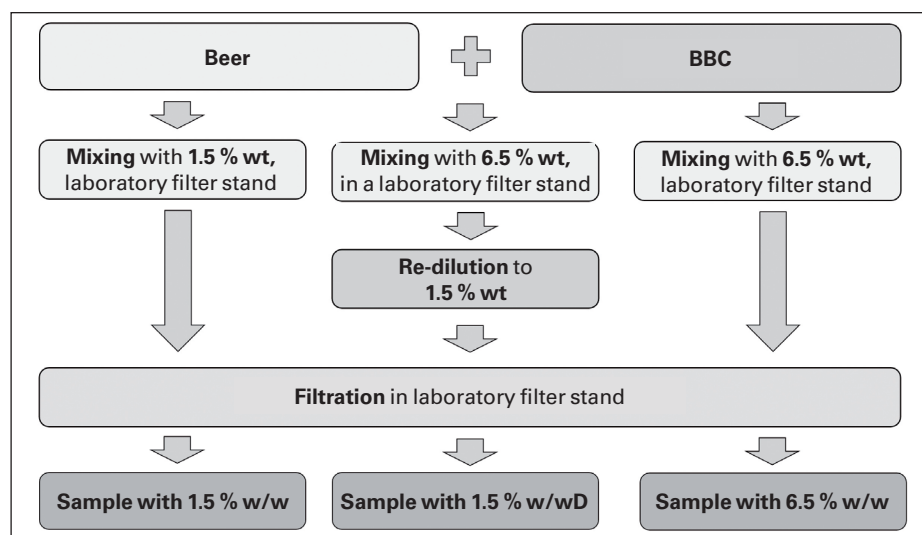 Beer
BBC
Mixing with 1.5 % wt,
laboratory filter stand
Mixing with 6.5 % wt,
in a laboratory filter stand
Mixing with 6.5 % wt,
laboratory filter stand
Re-dilution to
1.5 % wt
Filtration in laboratory filter stand
Sample with 1.5 % w/w
Sample with 1.5 % w/wD
Sample with 6.5 % w/w